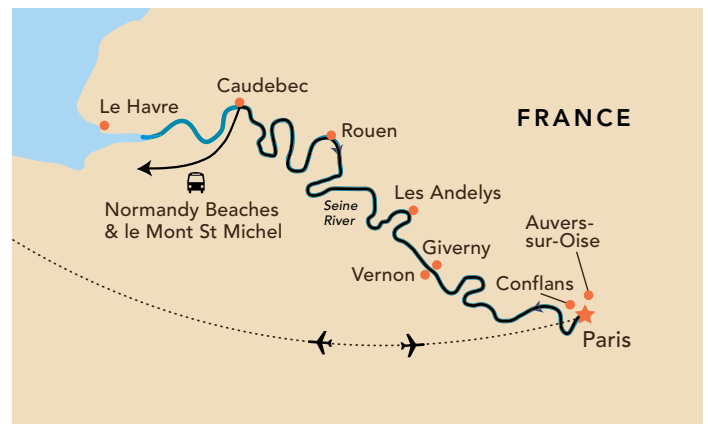 Caudebec
Le Havre
Rouen
FRANCE
Les Andelys
Seine
River
Normandy Beaches
& le Mont St Michel
Auvers-
sur-Oise
Giverny
Vernon
Conflans
Paris